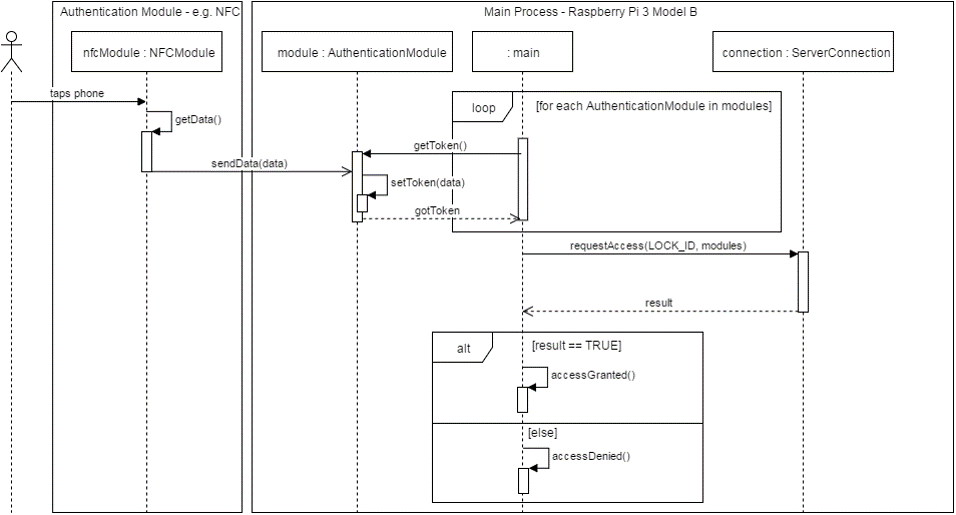 Authentication Module - e.g. NFC
Main Process - Raspberry Pi 3 Model B
nfcModule : NFCModule
module : AuthenticationModule
: main
connection : ServerConnection
taps phone
loop
[for each AuthenticationModule in modules]
getData()
getToken()
sendData(data)
setToken(data)
gotToken
requestAccess(LOCK_ID, modules)
result
alt
[result == TRUE]
accessGranted()
[else]
accessDenied()